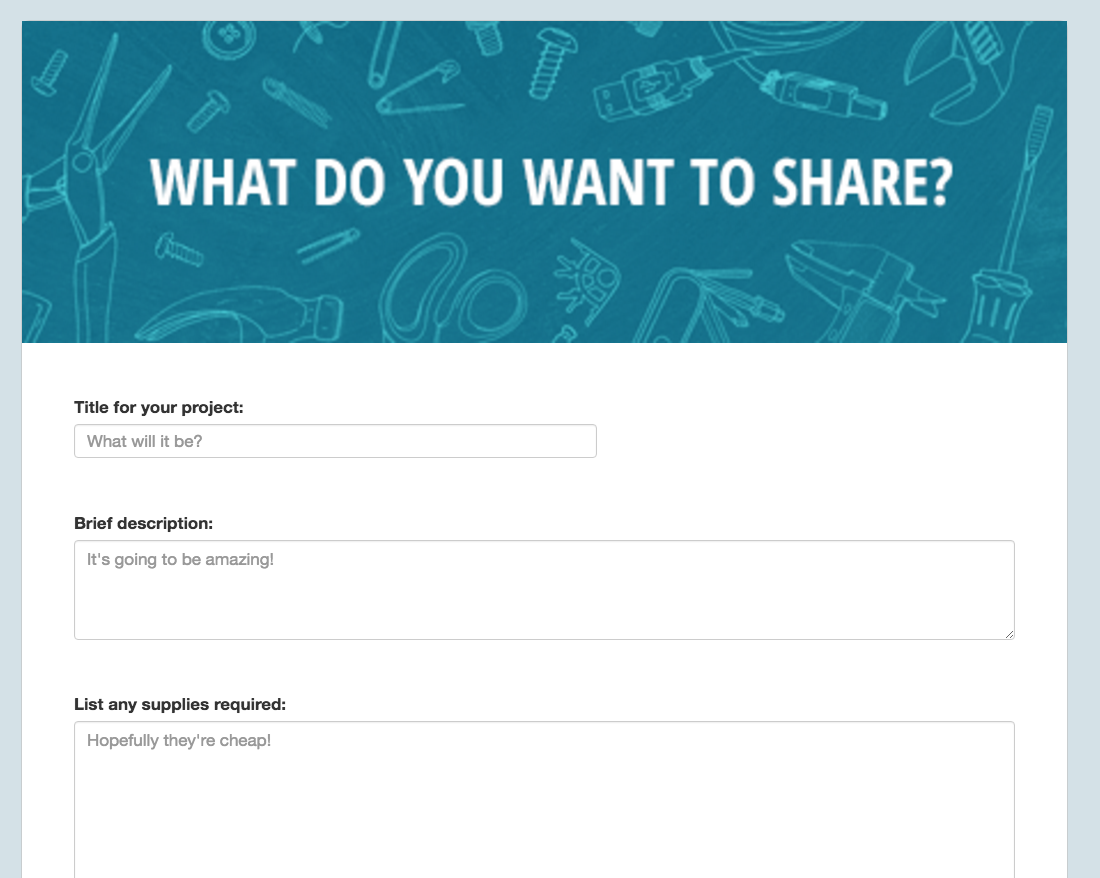 WHAT DO YOU WANT TO SHARE?
Title for your project:
What will it be?
Brief description:
It's going to be amazing!
List any supplies required:
Hopefully they're cheap!